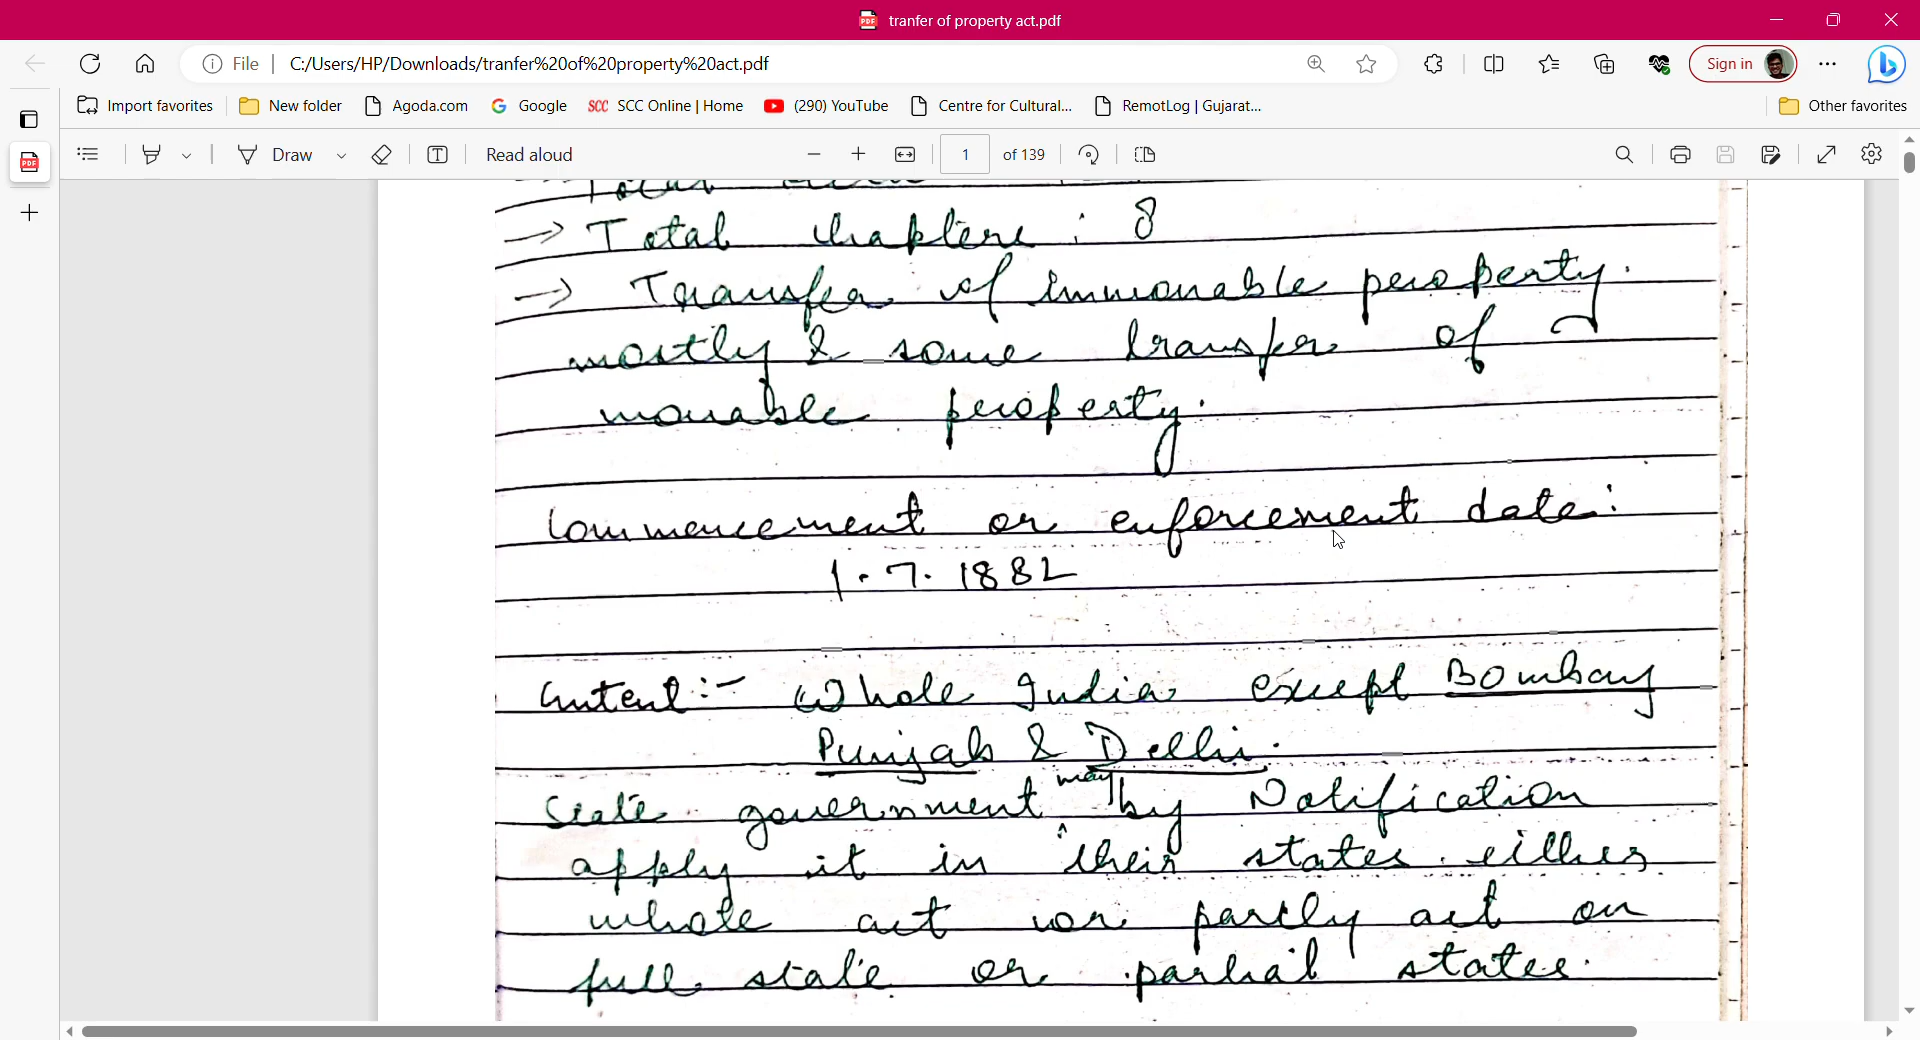 tranfer of property act.pdf
File C:/Users/HP/Downloads/tranfer%20of%20property%20act.pdf Sign in
Import favorites New folder Agoda.com Google SCC SCC Online | Home (290) YouTube Centre for Cultural... RemotLog | Gujarat... Other favorites
Draw Read aloud 1 of 139
→ Total chapters : 8
→ Transfer of immovable property.
mostly & some transfer of
movable property.
Commencement or enforcement date:
1.7.1882
Whole India except Bombay
Punjab & Delhi.
State government may by Notification
apply it in their states either
whole act or partly act on
full state or partial states.